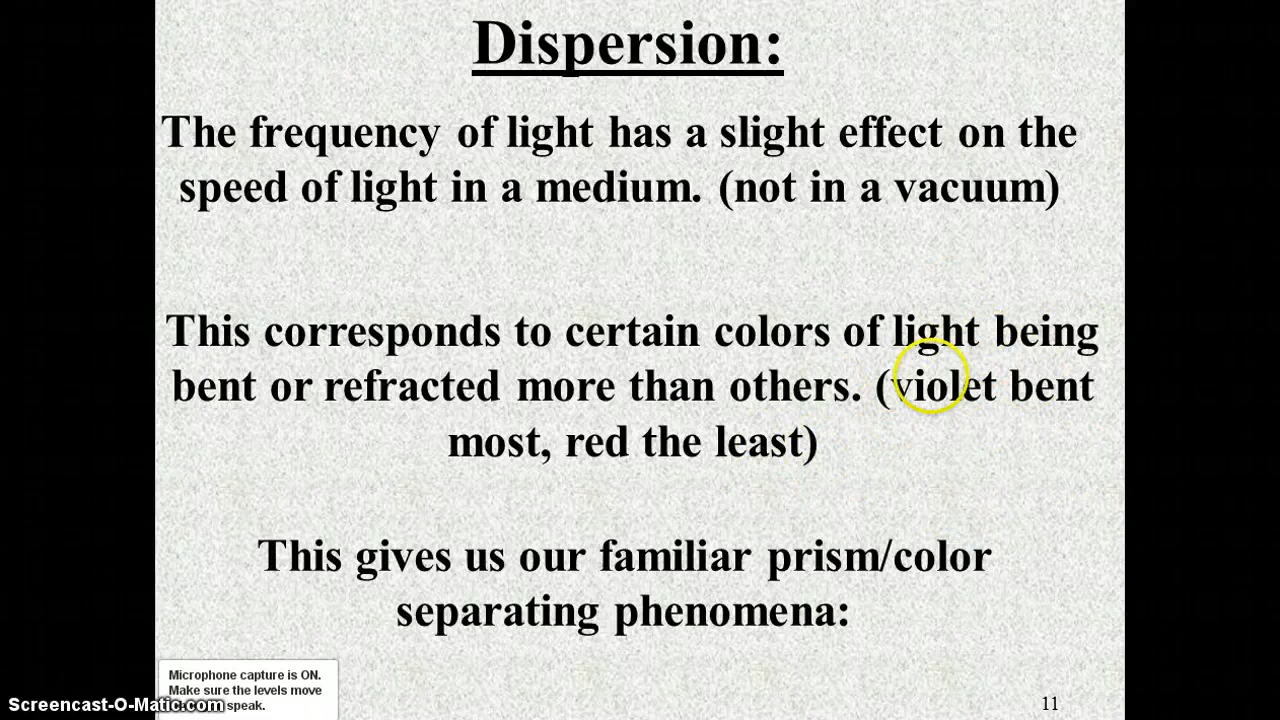 Dispersion:
The frequency of light has a slight effect on the
speed of light in a medium. (not in a vacuum)
This corresponds to certain colors of light being
bent or refracted more than others. (violet bent
most, red the least)
This gives us our familiar prism/color
separating phenomena:
Microphone capture is ON.
Make sure the levels move
speak.
Screencast-O-Matic.com
11